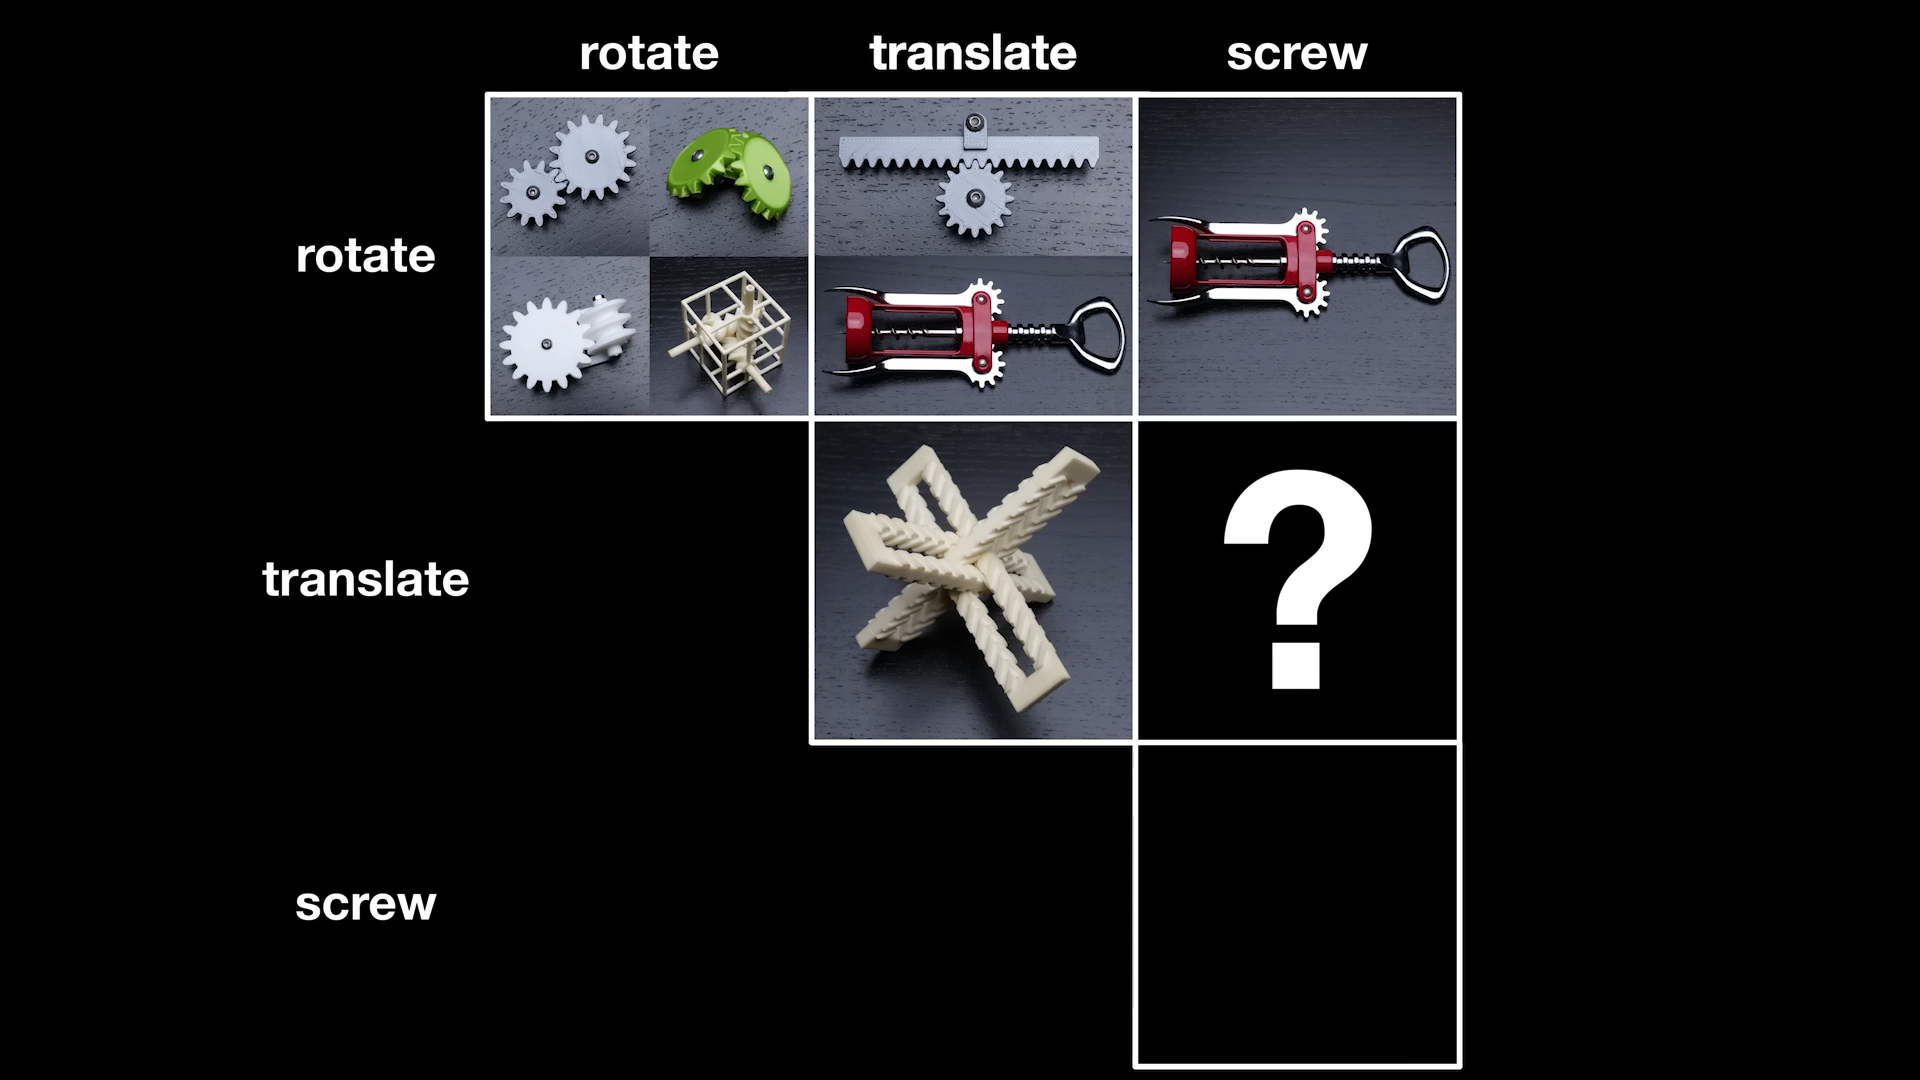 rotate translate screw
rotate
translate
?
screw